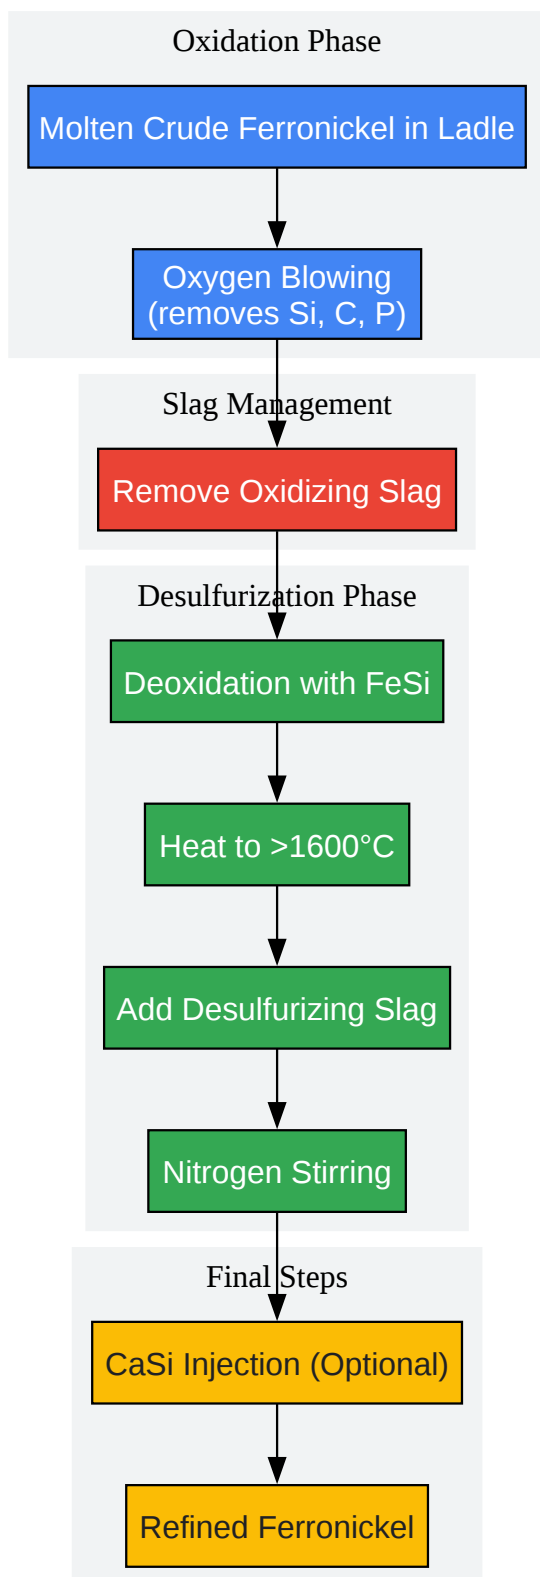 Oxidation Phase
Molten Crude Ferronickel in Ladle
Oxygen Blowing
(removes Si, C, P)
Slag Management
Remove Oxidizing Slag
Desulfurization Phase
Deoxidation with FeSi
Heat to >1600°C
Add Desulfurizing Slag
Nitrogen Stirring
Final Steps
CaSi Injection (Optional)
Refined Ferronickel